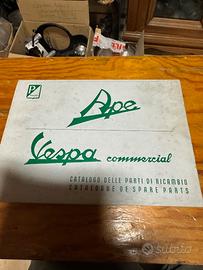 P
Ape
Vespa commercial
CATALOGO DELLE PARTI DI RICAMBIO
CATALOGUE OF SPARE PARTS
subito